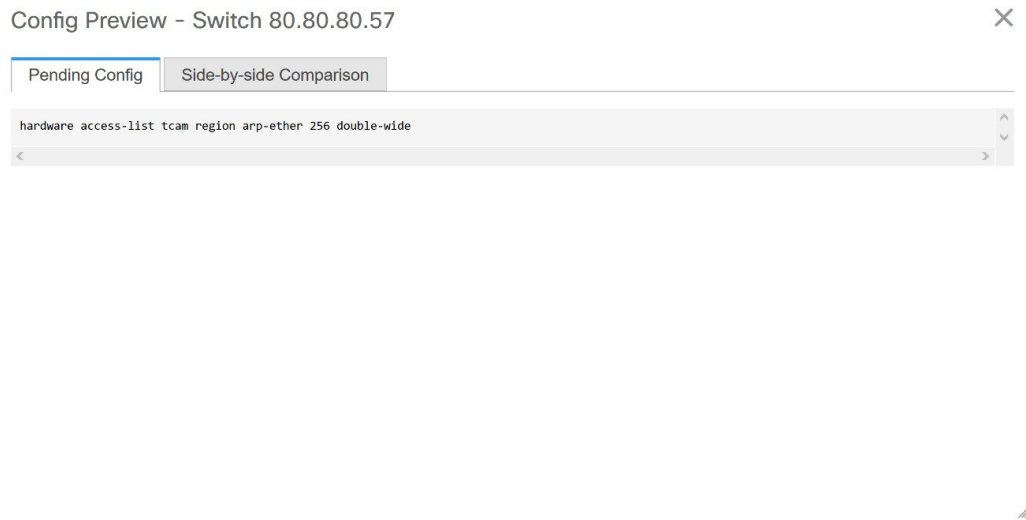 Config Preview - Switch 80.80.80.57
Pending Config
Side-by-side Comparison
hardware access-list tcam region arp-ether 256 double-wide